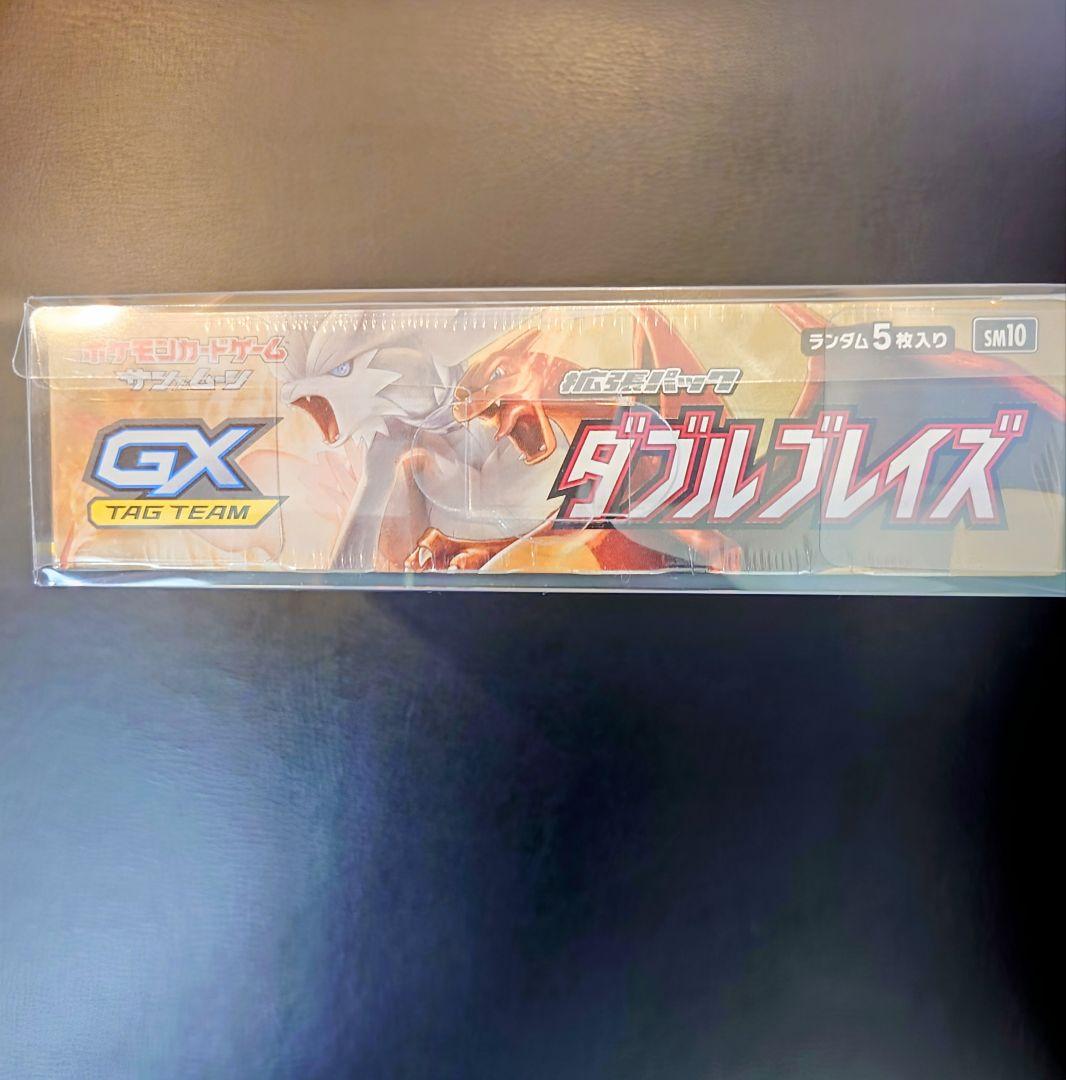 ポケモンカードゲーム
サン&ムーン
GX
TAG TEAM
拡張パック
ダブルブレイズ
ランダム5枚入り
SM10